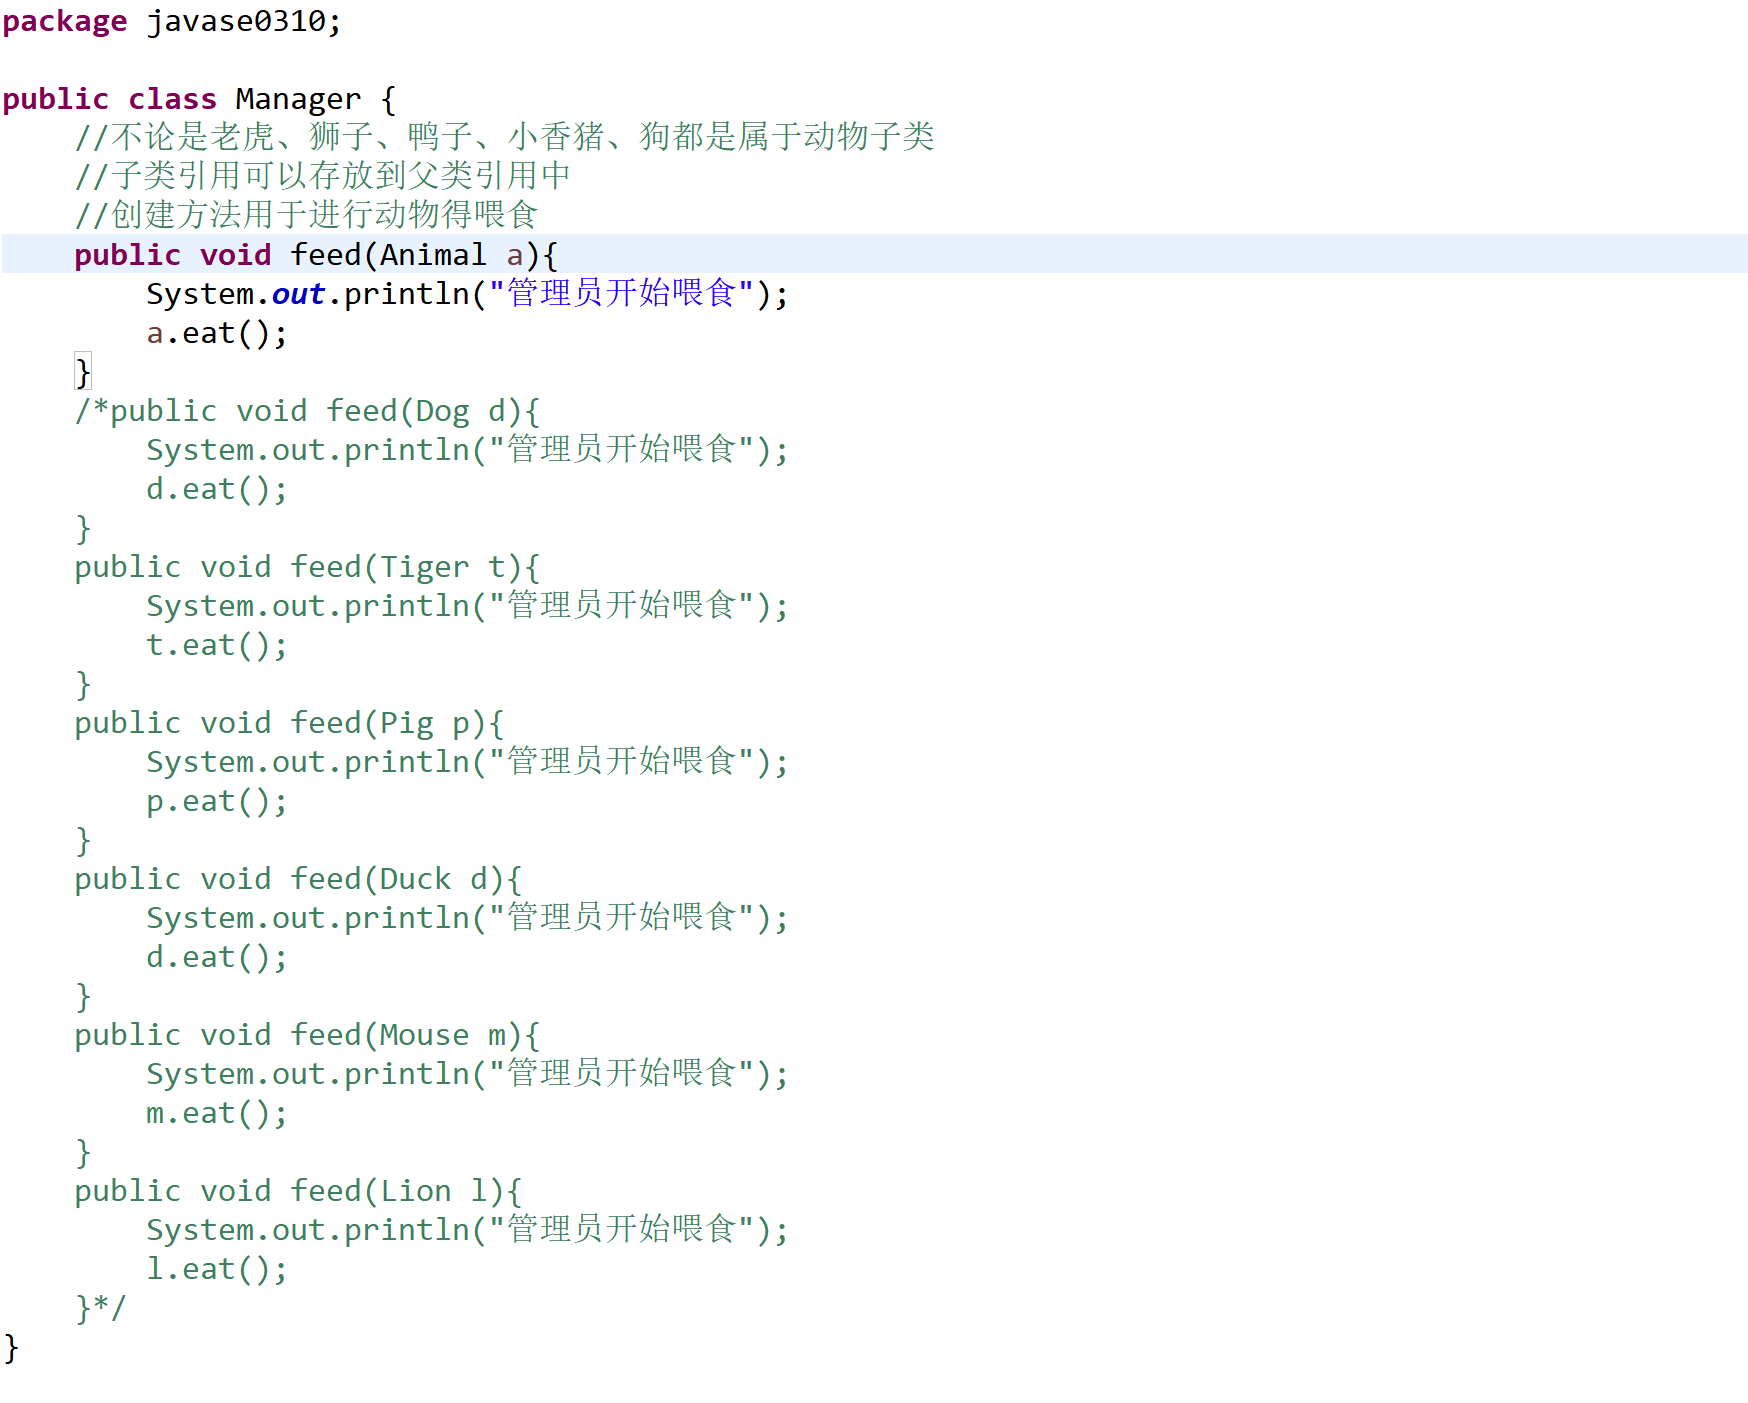 package javase0310;
public class Manager {
//不论是老虎、狮子、鸭子、小香猪、狗都是属于动物子类
//子类引用可以存放到父类引用中
//创建方法用于进行动物得喂食
public void feed(Animal a){
System.out.println("管理员开始喂食");
a.eat();
}
/*public void feed(Dog d){
System.out.println("管理员开始喂食");
d.eat();
}
public void feed(Tiger t){
System.out.println("管理员开始喂食");
t.eat();
}
public void feed(Pig p){
System.out.println("管理员开始喂食");
p.eat();
}
public void feed(Duck d){
System.out.println("管理员开始喂食");
d.eat();
}
public void feed(Mouse m){
System.out.println("管理员开始喂食");
m.eat();
}
public void feed(Lion l){
System.out.println("管理员开始喂食");
l.eat();
}*/
}